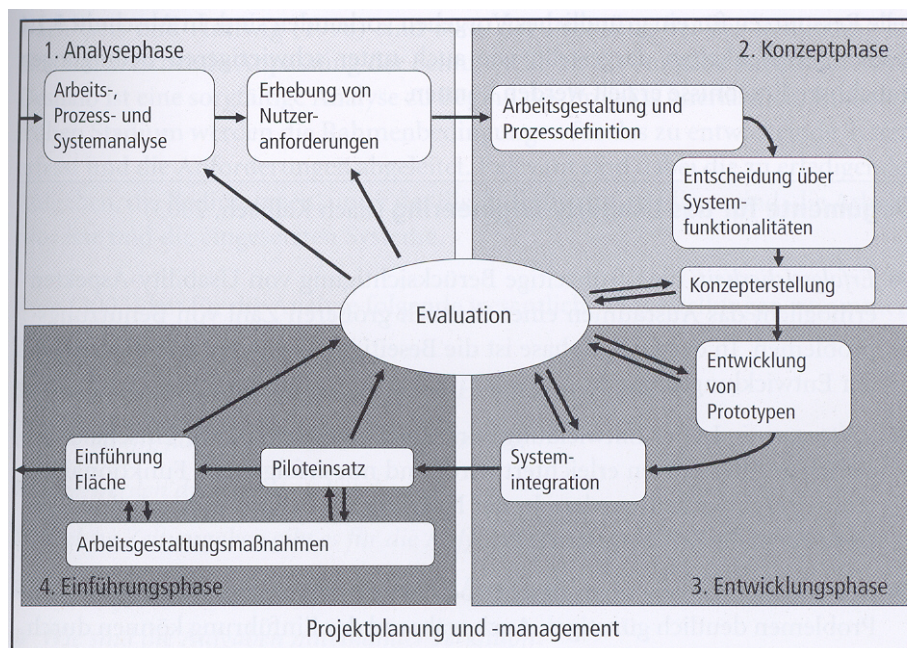 1. Analysephase
Arbeits-,
Prozess- und
Systemanalyse
Erhebung von
Nutzer-
anforderungen
2. Konzeptphase
Arbeitsgestaltung und
Prozessdefinition
Entscheidung über
System-
funktionalitäten
Konzepterstellung
Evaluation
Entwicklung
von
Prototypen
System-
integration
3. Entwicklungsphase
Piloteinsatz
Einführung
Fläche
Arbeitsgestaltungsmaßnahmen
4. Einführungsphase
Projektplanung und -management